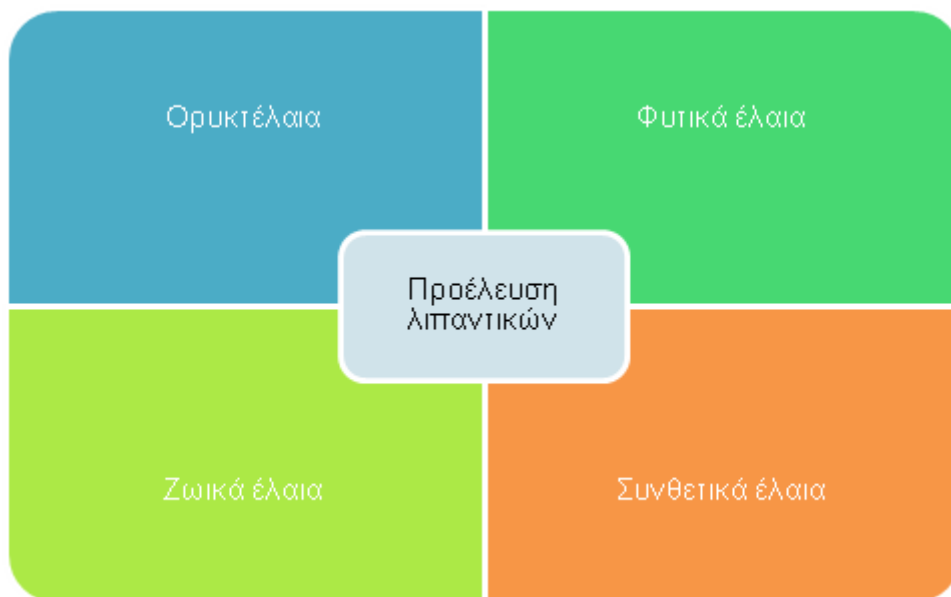 Ορυκτέλαια
Φυτικά έλαια
Προέλευση
λιπαντικών
Ζωικά έλαια
Συνθετικά έλαια